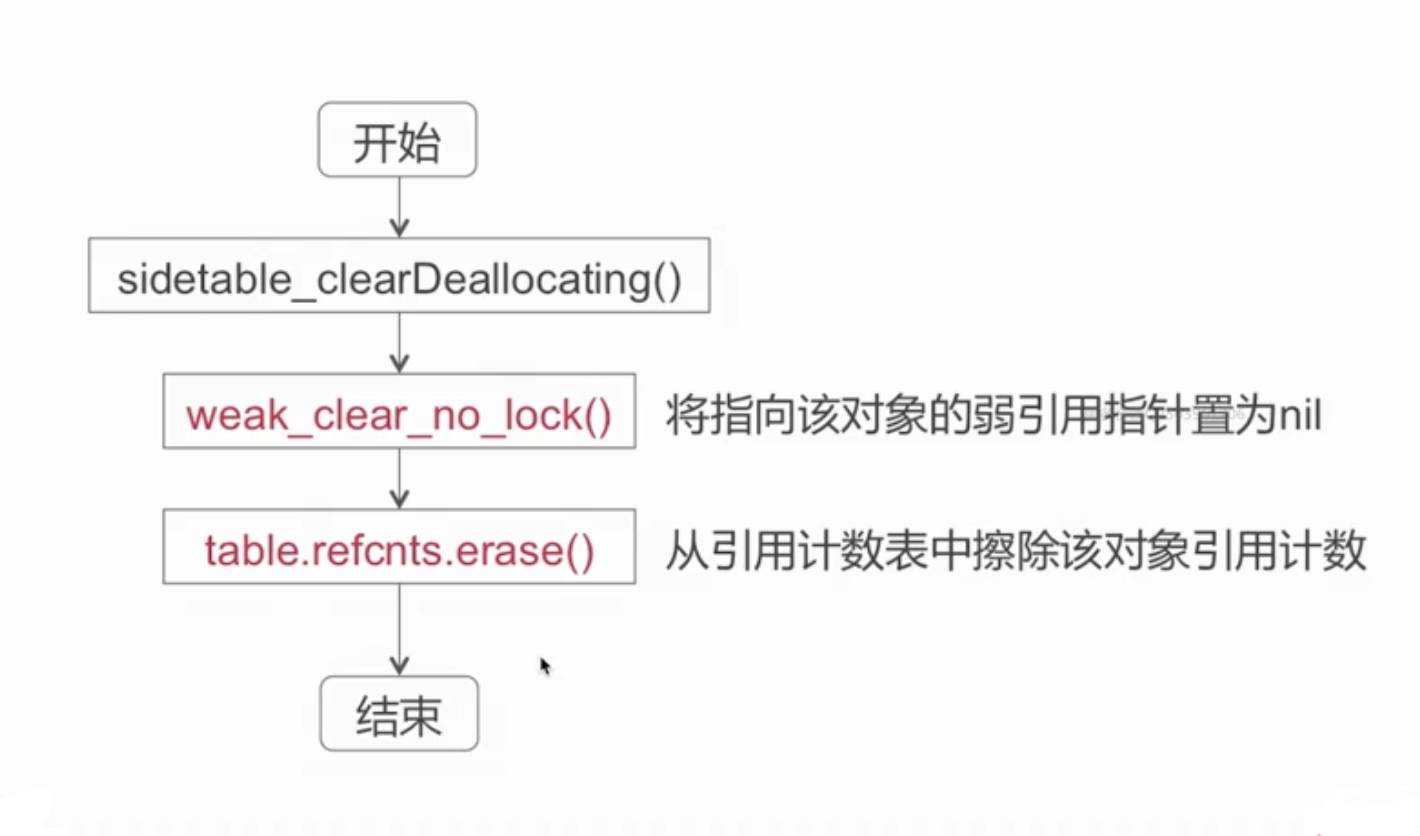 开始
sidetable_clearDeallocating()
weak_clear_no_lock() 将指向该对象的弱引用指针置为nil
table.refcnts.erase() 从引用计数表中擦除该对象引用计数
结束